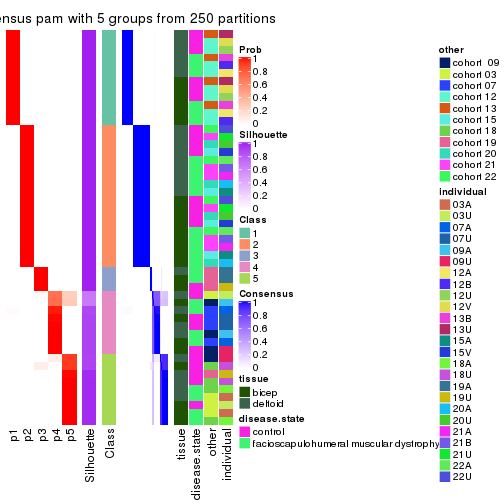 ensus pam with 5 groups from 250 partitions
p1
p2
p3
p4
p5
Silhouette
Class
tissue
disease.state
other
individual
Prob
1
0.8
0.6
0.4
0.2
0
Silhouette
1
0.8
0.6
0.4
0.2
0
Class
1
2
3
4
5
Consensus
1
0.8
0.6
0.4
0.2
0
tissue
bicep
deltoid
disease.state
control
facioscapulohumeral muscular dystrophy
other
cohort 09
cohort 03
cohort 07
cohort 12
cohort 13
cohort 15
cohort 18
cohort 19
cohort 20
cohort 21
cohort 22
individual
03A
03U
07A
07U
09A
09U
12A
12B
12U
12V
13B
13U
15A
15V
18A
18U
19A
19U
20A
20U
21A
21B
21U
22A
22U